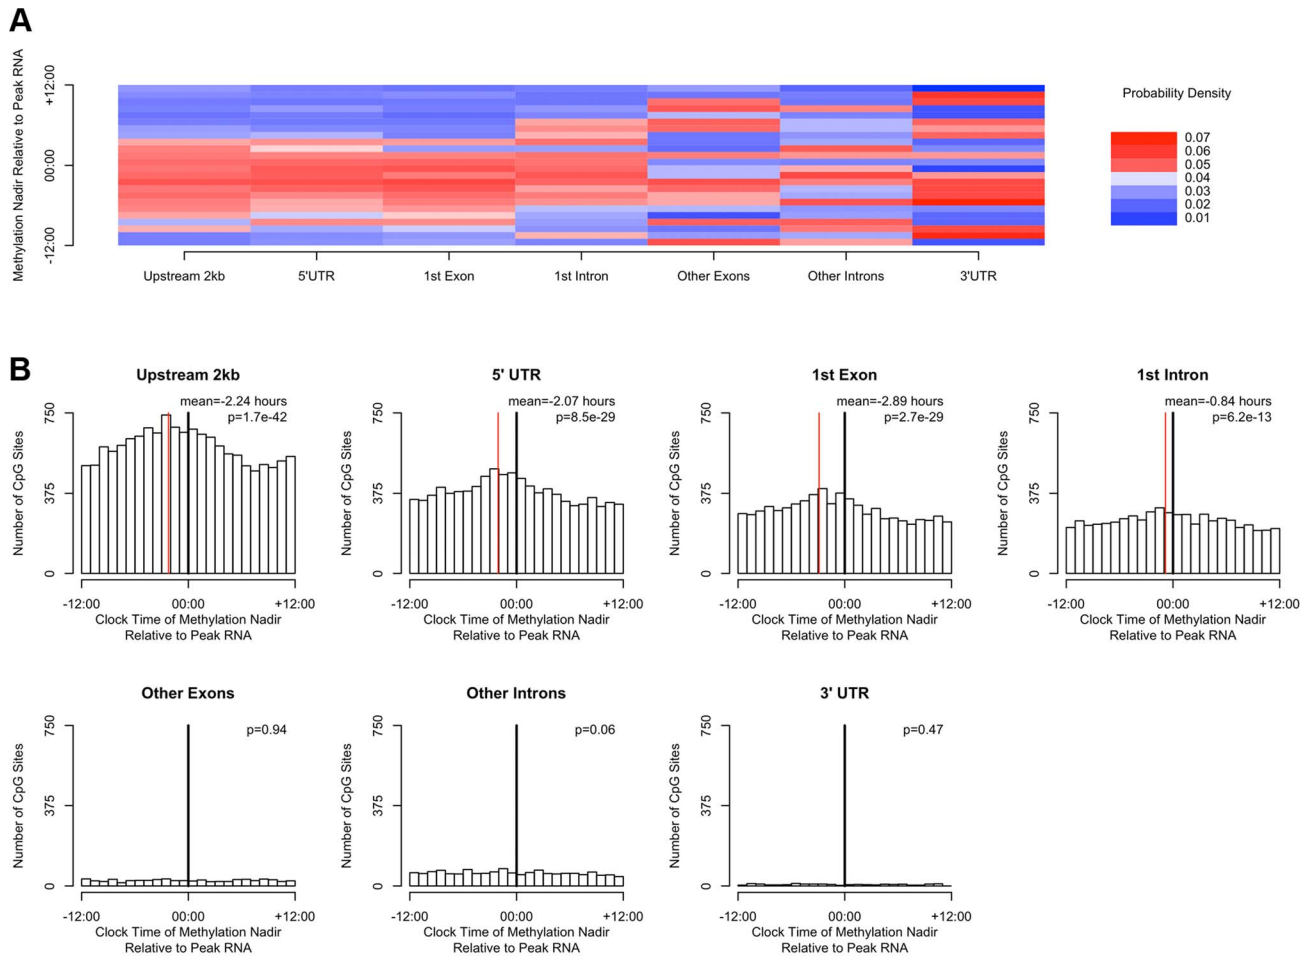 A
Methylation Nadir Relative to Peak RNA
+12:00
00:00
-12:00
Upstream 2kb
5'UTR
1st Exon
1st Intron
Other Exons
Other Introns
3'UTR
Probability Density
0.07
0.06
0.05
0.04
0.03
0.02
0.01
B
Upstream 2kb
mean=-2.24 hours
p=1.7e-42
Number of CpG Sites
750
375
0
-12:00
00:00
+12:00
Clock Time of Methylation Nadir
Relative to Peak RNA
5' UTR
mean=-2.07 hours
p=8.5e-29
Number of CpG Sites
750
375
0
-12:00
00:00
+12:00
Clock Time of Methylation Nadir
Relative to Peak RNA
1st Exon
mean=-2.89 hours
p=2.7e-29
Number of CpG Sites
750
375
0
-12:00
00:00
+12:00
Clock Time of Methylation Nadir
Relative to Peak RNA
1st Intron
mean=-0.84 hours
p=6.2e-13
Number of CpG Sites
750
375
0
-12:00
00:00
+12:00
Clock Time of Methylation Nadir
Relative to Peak RNA
Other Exons
p=0.94
Number of CpG Sites
750
375
0
-12:00
00:00
+12:00
Clock Time of Methylation Nadir
Relative to Peak RNA
Other Introns
p=0.06
Number of CpG Sites
750
375
0
-12:00
00:00
+12:00
Clock Time of Methylation Nadir
Relative to Peak RNA
3' UTR
p=0.47
Number of CpG Sites
750
375
0
-12:00
00:00
+12:00
Clock Time of Methylation Nadir
Relative to Peak RNA